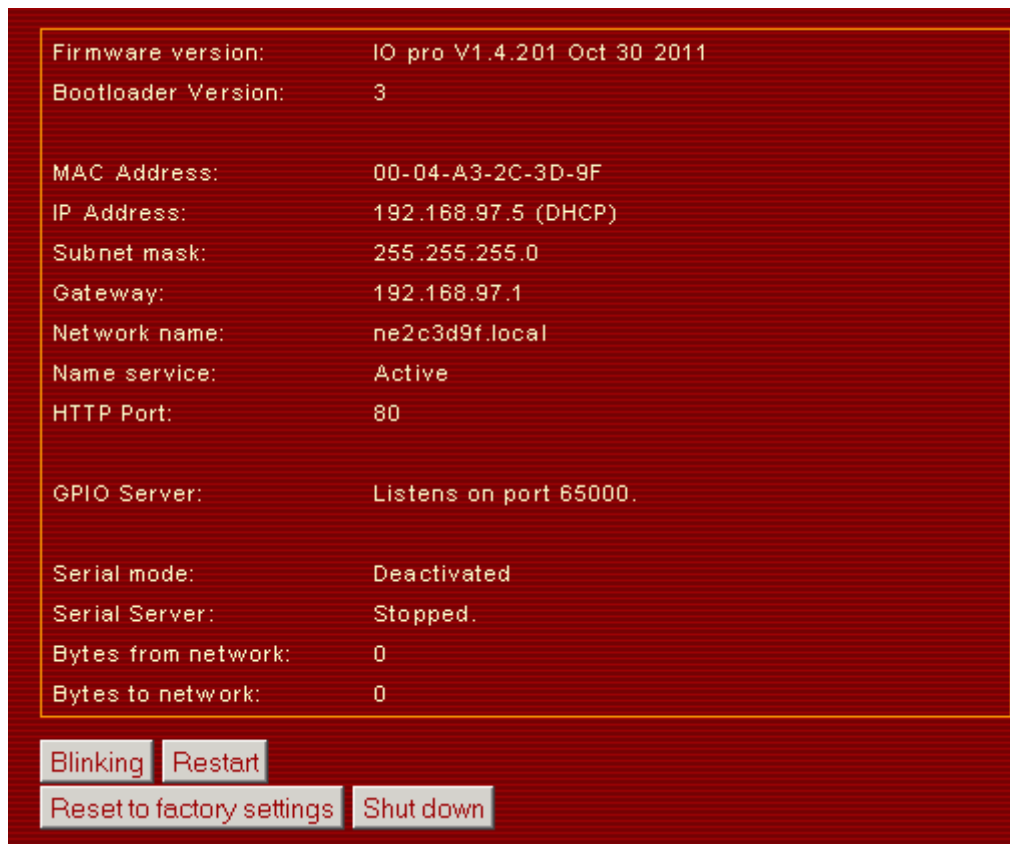 Firmware version: IO pro V1.4.201 Oct 30 2011
Bootloader Version: 3
MAC Address: 00-04-A3-2C-3D-9F
IP Address: 192.168.97.5 (DHCP)
Subnet mask: 255.255.255.0
Gateway: 192.168.97.1
Network name: ne2c3d9f.local
Name service: Active
HTTP Port: 80
GPIO Server: Listens on port 65000.
Serial mode: Deactivated
Serial Server: Stopped.
Bytes from network: 0
Bytes to network: 0
Blinking Restart
Reset to factory settings Shut down